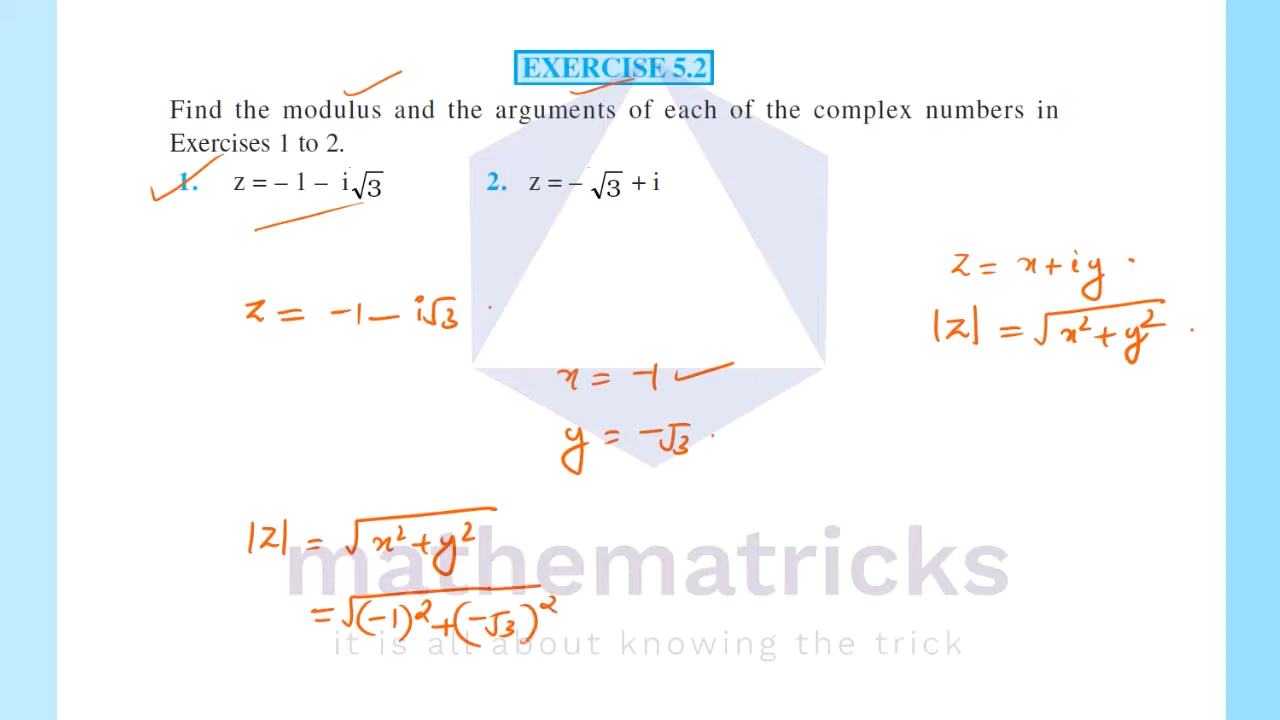 EXERCISE 5.2
Find the modulus and the arguments of each of the complex numbers in
Exercises 1 to 2.
1. z = – 1 – i√3 2. z = – √3 + i
z = x + iy
|z| = √x² + y²
z = -1 – i√3
x = -1
y = -√3
|z| = √x² + y²
= √(-1)² + (-√3)²
mathematricks
it is all about knowing the trick